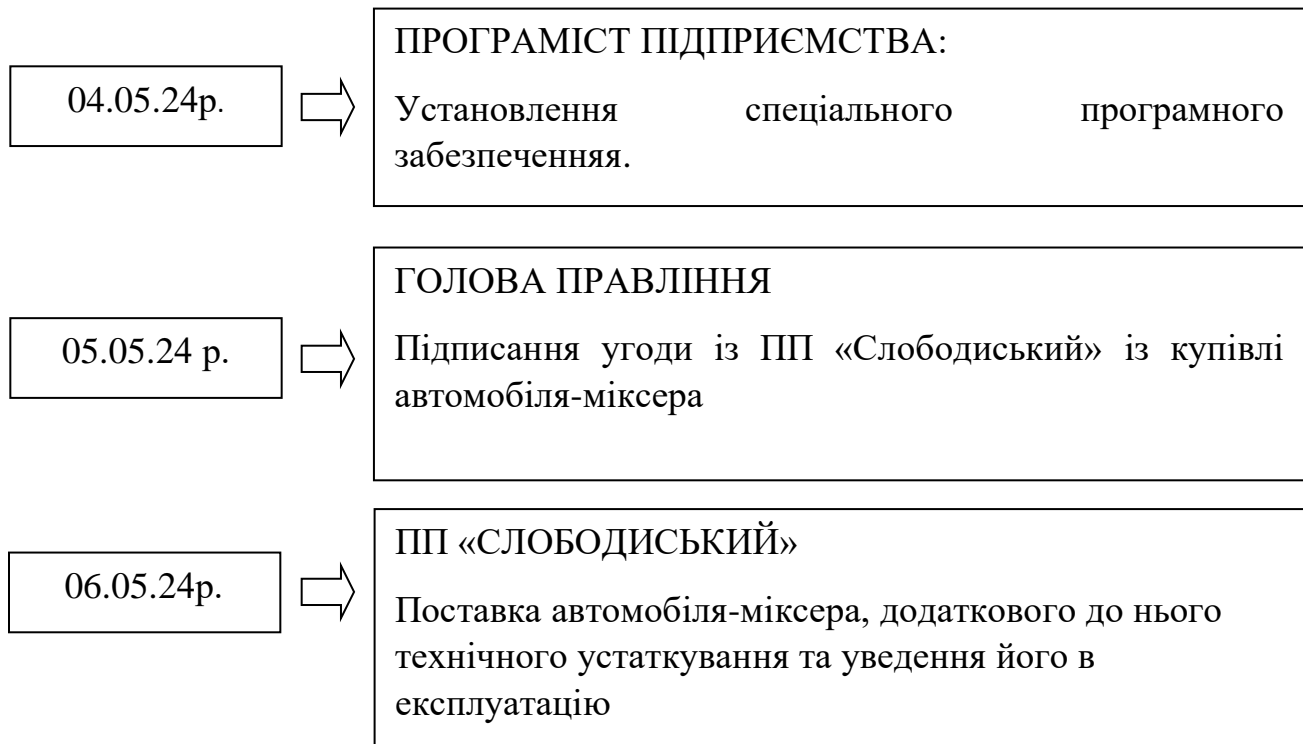 ПРОГРАМІСТ ПІДПРИЄМСТВА:
04.05.24р.
Установлення спеціального програмного
забезпеченняя.
ГОЛОВА ПРАВЛІННЯ
05.05.24 р.
Підписання угоди із ПП «Слободиський» із купівлі
автомобіля-міксера
ПП «СЛОБОДИСЬКИЙ»
06.05.24р.
Поставка автомобіля-міксера, додаткового до нього
технічного устаткування та уведення його в
експлуатацію